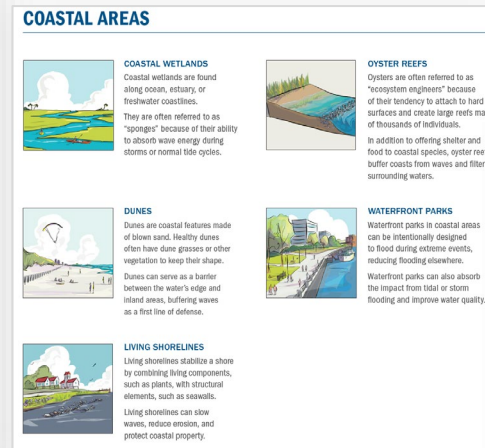 COASTAL AREAS
COASTAL WETLANDS
Coastal wetlands are found
along ocean, estuary, or
freshwater coastlines.
They are often referred to as
"sponges" because of their ability
to absorb wave energy during
storms or normal tide cycles.
OYSTER REEFS
Oysters are often referred to as
"ecosystem engineers" because
of their tendency to attach to hard
surfaces and create large reefs
of thousands of individuals.
In addition to offering shelter and
food to coastal species, oyster
buffer coasts from waves and filter
surrounding waters.
DUNES
Dunes are coastal features made
of blown sand. Healthy dunes
often have dune grasses or other
vegetation to keep their shape.
Dunes can serve as a barrier
between the water's edge and
inland areas, buffering waves
as a first line of defense.
WATERFRONT PARKS
Waterfront parks in coastal areas
can be intentionally designed
to flood during extreme events,
reducing flooding elsewhere.
Waterfront parks can also absorb
the impact from tidal or storm
flooding and improve water quality.
LIVING SHORELINES
Living shorelines stabilize a shore
by combining living components,
such as plants, with structural
elements, such as seawalls.
Living shorelines can slow
waves, reduce erosion, and
protect coastal property.